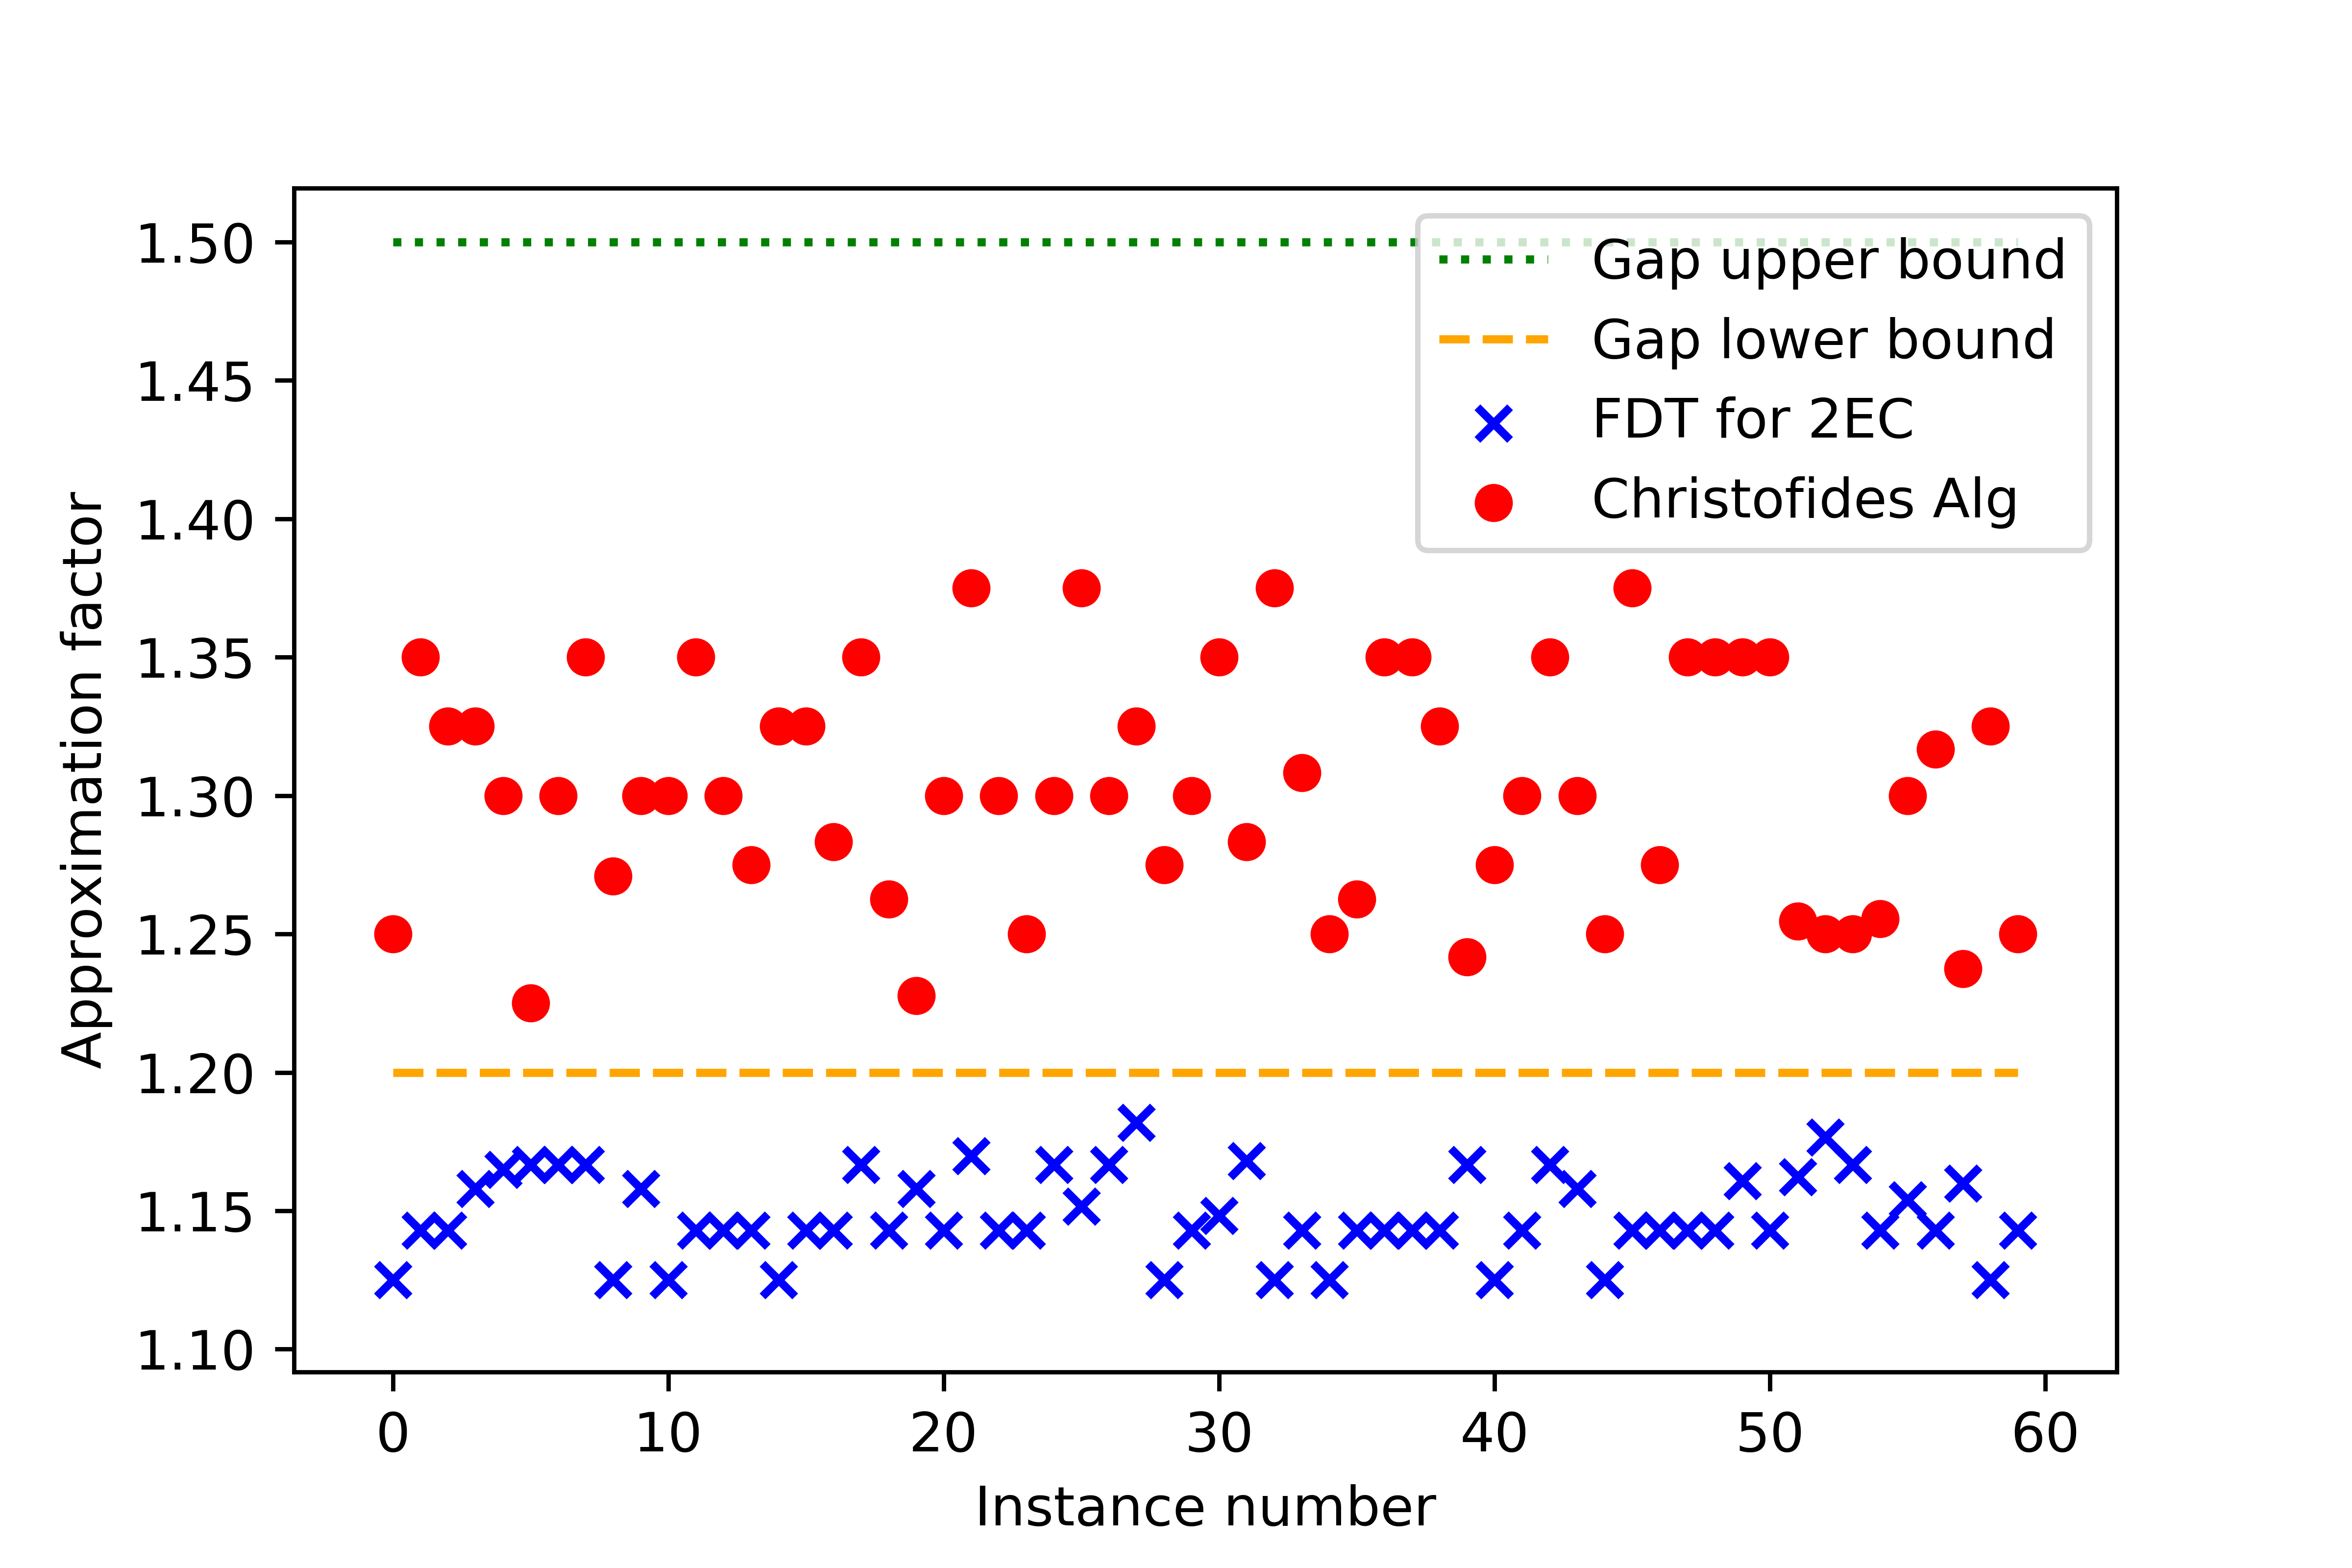 Gap upper bound
Gap lower bound
FDT for 2EC
Christofides Alg
Approximation factor
1.50
1.45
1.40
1.35
1.30
1.25
1.20
1.15
1.10
0 10 20 30 40 50 60
Instance number